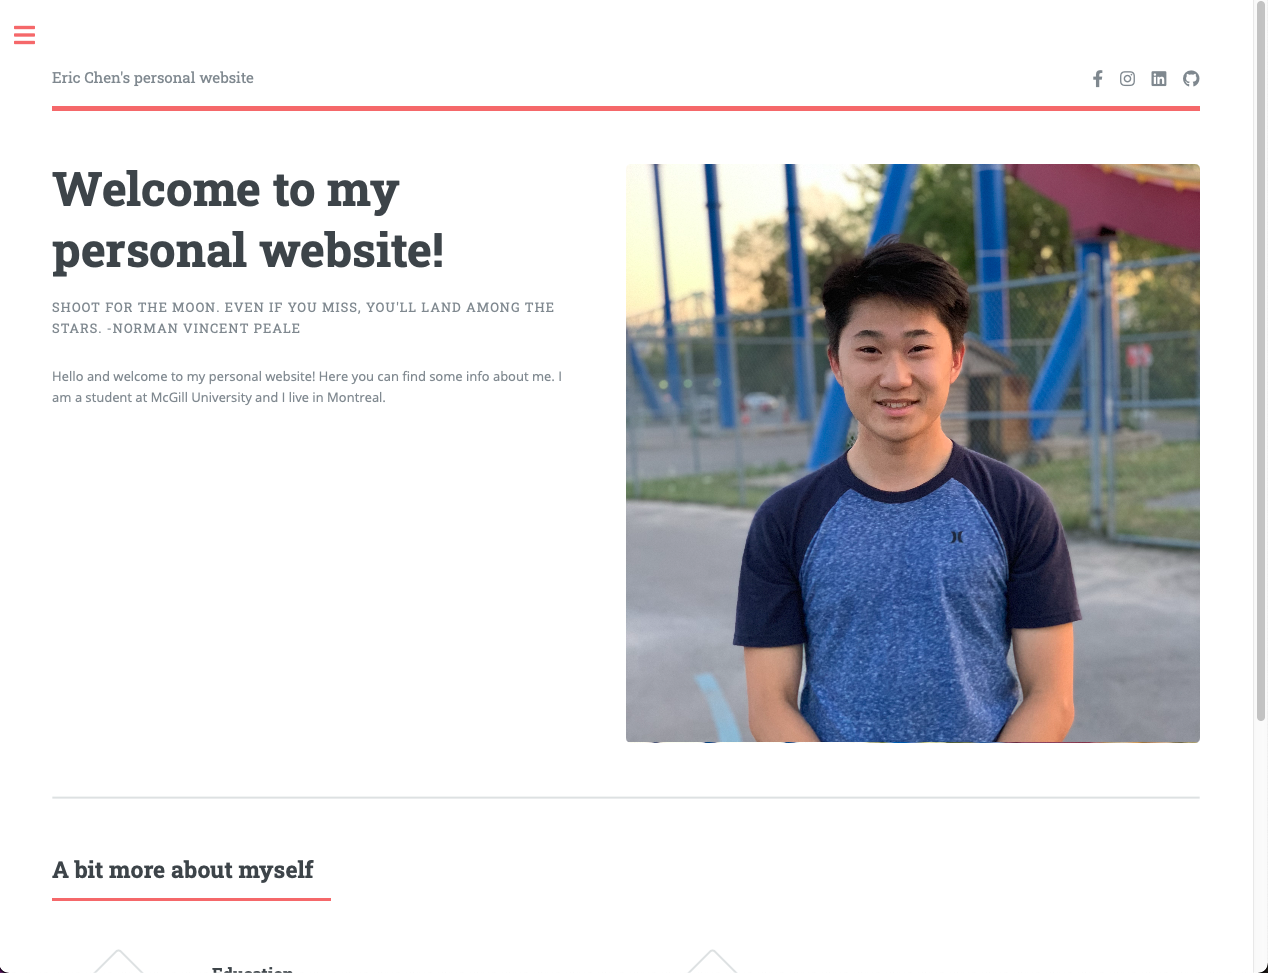 Eric Chen's personal website
Welcome to my
personal website!
SHOOT FOR THE MOON. EVEN IF YOU MISS, YOU'LL LAND AMONG THE
STARS. -NORMAN VINCENT PEALE
Hello and welcome to my personal website! Here you can find some info about me. I
am a student at McGill University and I live in Montreal.
A bit more about myself
Education